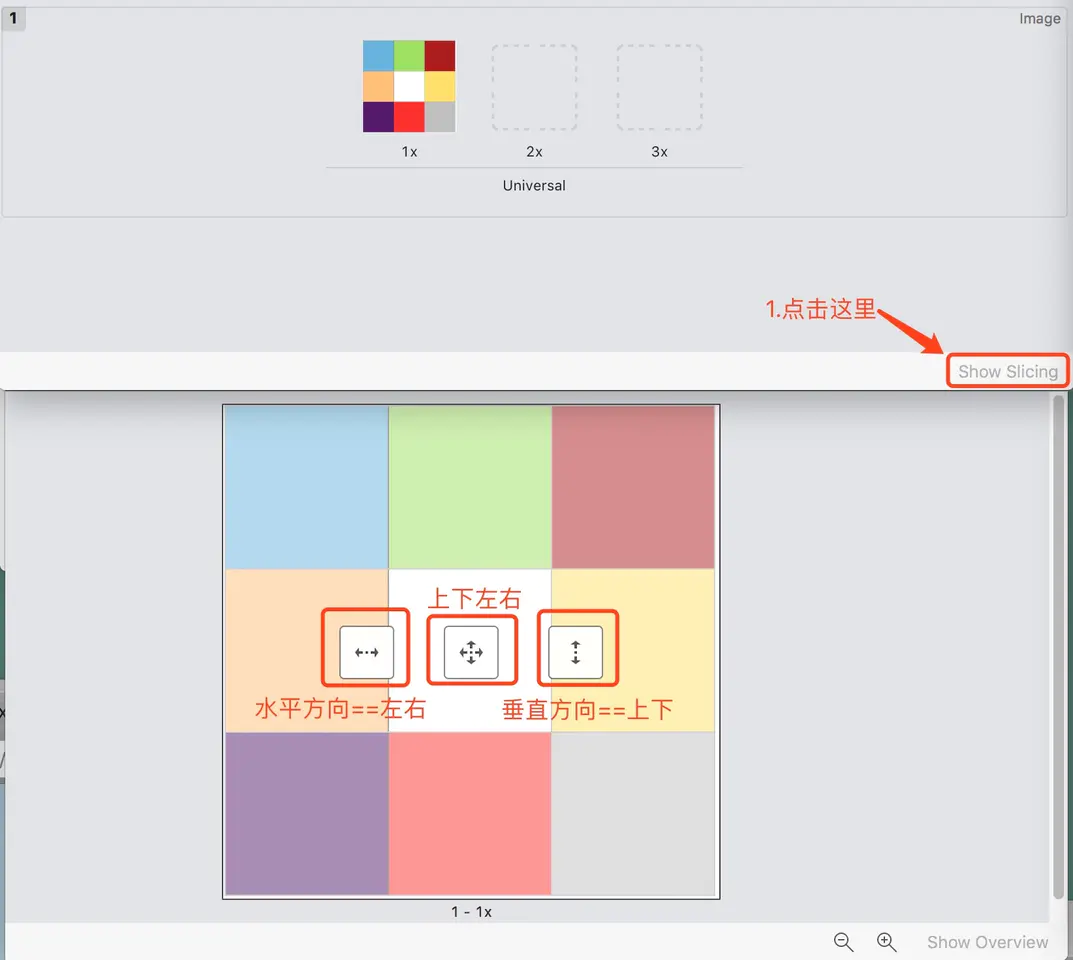 1
Image
1x
2x
3x
Universal
1.点击这里
Show Slicing
上下左右
水平方向==左右
垂直方向==上下
1 - 1x
Show Overview